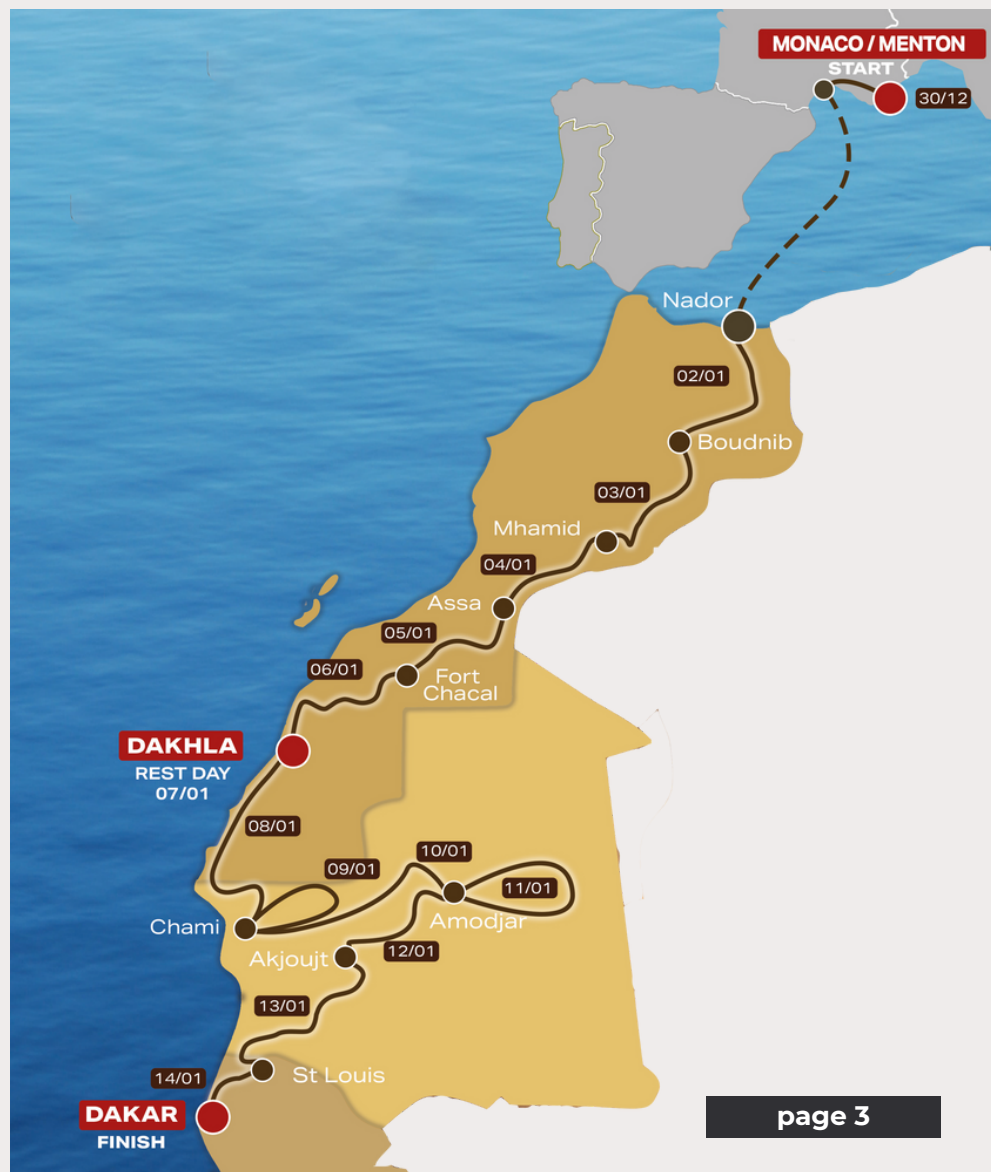 MONACO / MENTON
START
30/12
Nador
02/01
Boudnib
03/01
Mhamid
04/01
Assa
05/01
Fort
Chacal
06/01
DAKHLA
REST DAY
07/01
08/01
09/01
10/01
11/01
Chami
Amodjar
12/01
Akjoujt
13/01
St Louis
14/01
DAKAR
FINISH
page 3